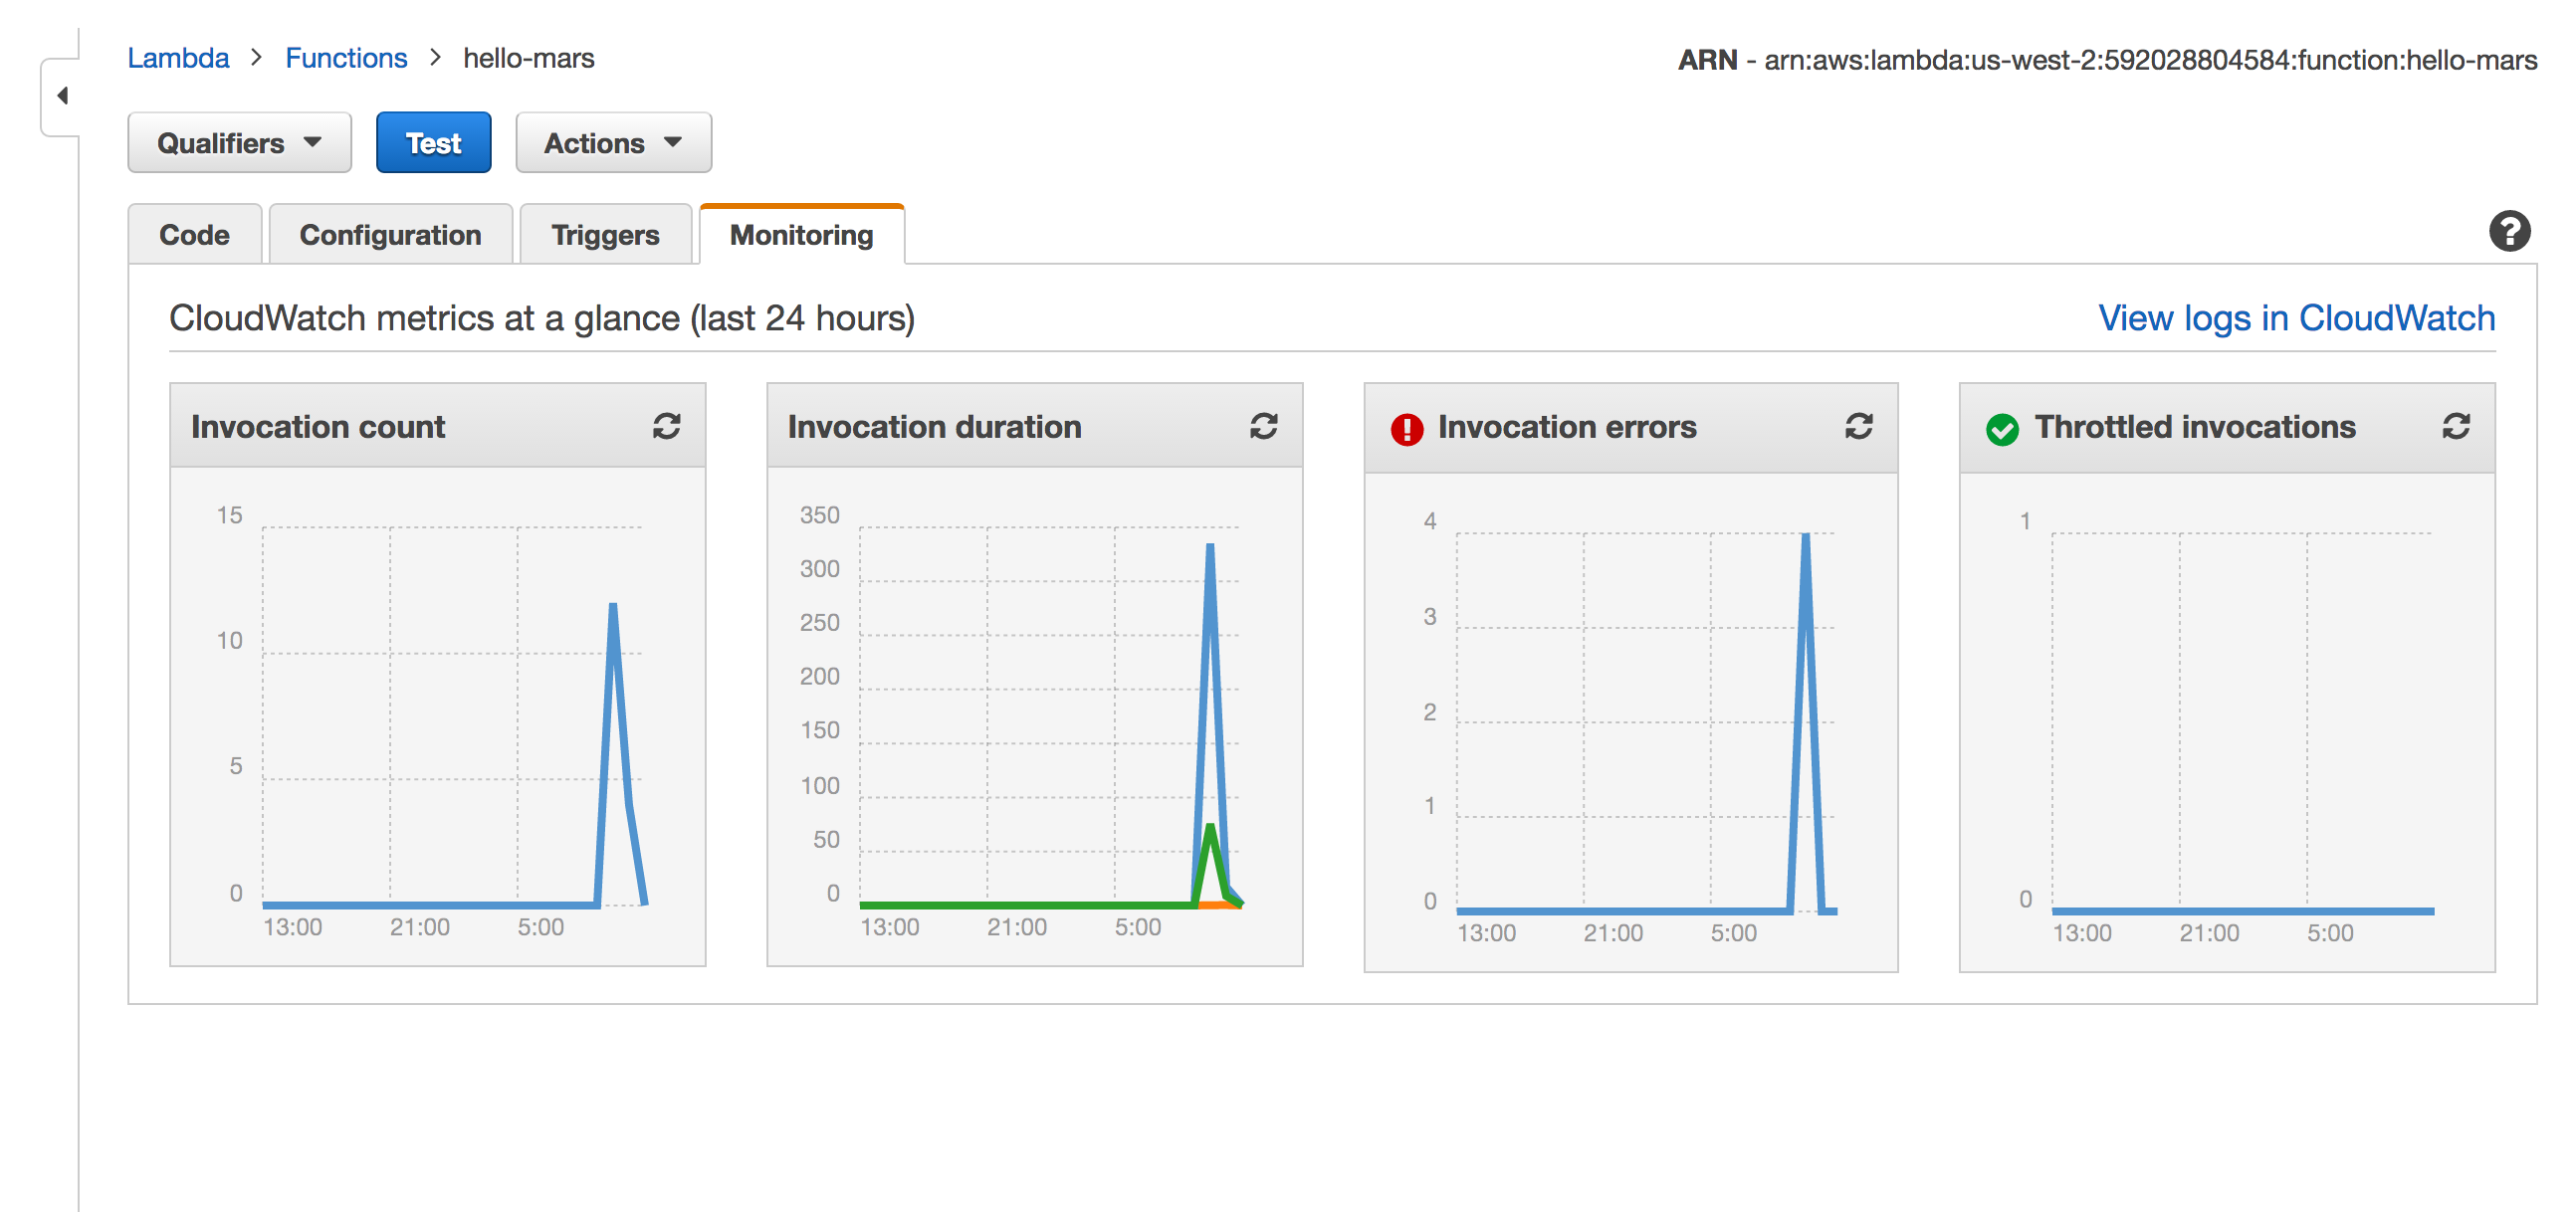 Lambda > Functions > hello-mars
ARN - arn:aws:lambda:us-west-2:592028804584:function:hello-mars
Qualifiers Test Actions
Code Configuration Triggers Monitoring ?
CloudWatch metrics at a glance (last 24 hours)
View logs in CloudWatch
Invocation count
15
10
5
0
13:00 21:00 5:00
Invocation duration
350
300
250
200
150
100
50
0
13:00 21:00 5:00
! Invocation errors
4
3
2
1
0
13:00 21:00 5:00
Throttled invocations
1
0
13:00 21:00 5:00